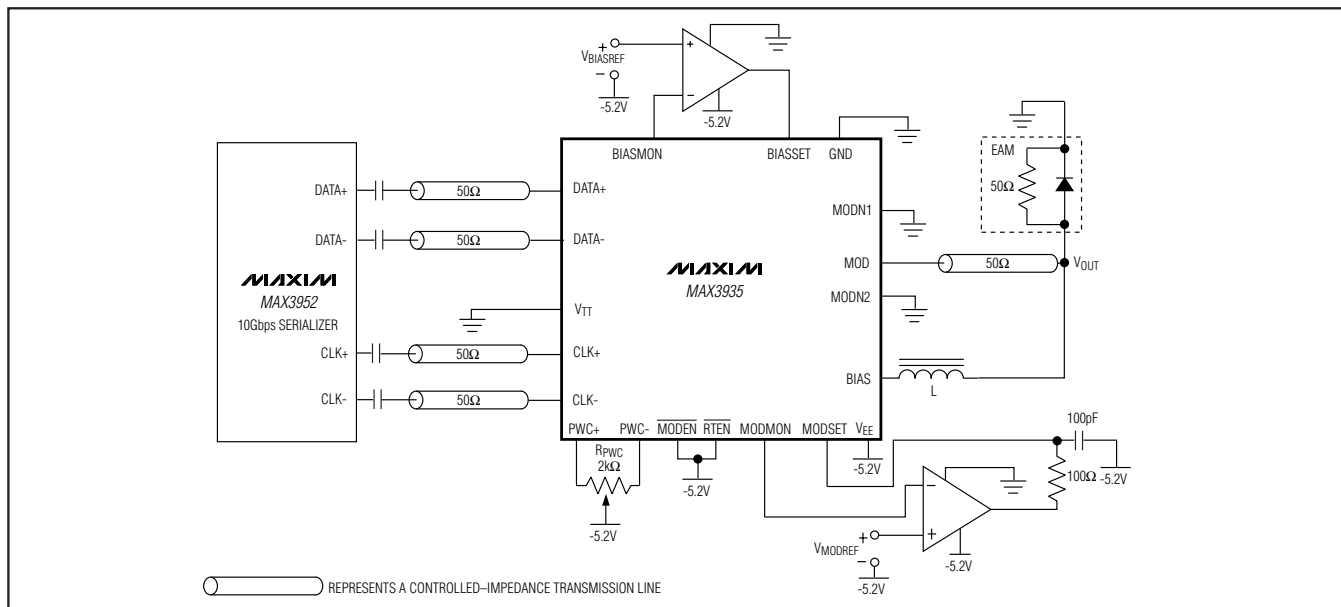 VBIASREF
+
−
-5.2V
+
−
-5.2V
BIASMON
BIASSET
GND
EAM
50Ω
DATA+
50Ω
DATA+
DATA-
50Ω
DATA-
MODN1
MAXIM
MAX3952
10Gbps SERIALIZER
MAXIM
MAX3935
MOD
50Ω
VOUT
MODN2
VTT
CLK+
50Ω
CLK+
BIAS
L
CLK-
50Ω
CLK-
PWC+
PWC-
MODEN
RTEN
MODMON
MODSET
VEE
RPWC
2kΩ
-5.2V
-5.2V
-5.2V
100pF
100Ω
-5.2V
−
+
-5.2V
VMODREF
+
−
-5.2V
REPRESENTS A CONTROLLED–IMPEDANCE TRANSMISSION LINE